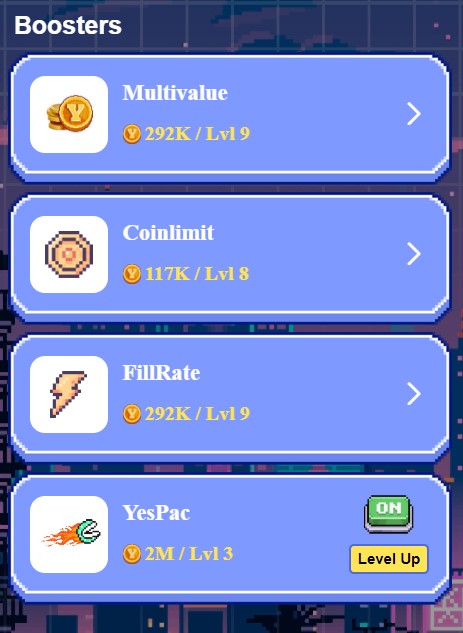 Boosters
Multivalue
292K / Lvl 9
Coinlimit
117K / Lvl 8
FillRate
292K / Lvl 9
YesPac
ON
2M / Lvl 3
Level Up